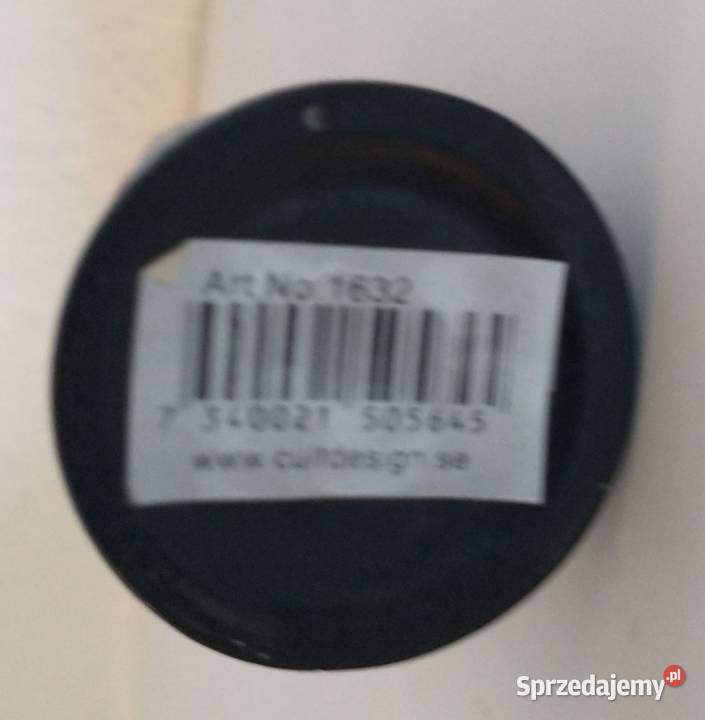 Art.No:1632
7 340021 505645
www.cultdesign.se
Sprzedajemy.pl